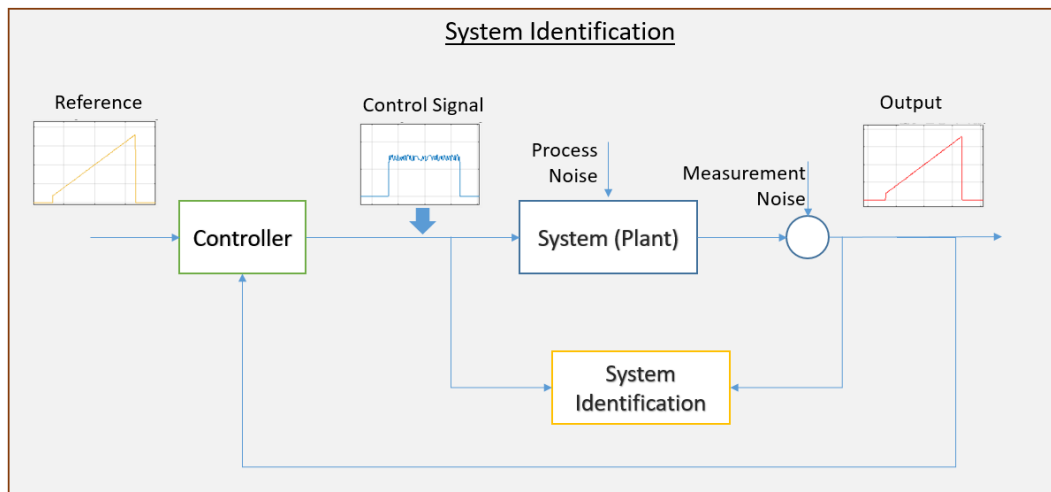 System Identification
Reference
Control Signal
Output
Process
Noise
Measurement
Noise
Controller
System (Plant)
System
Identification